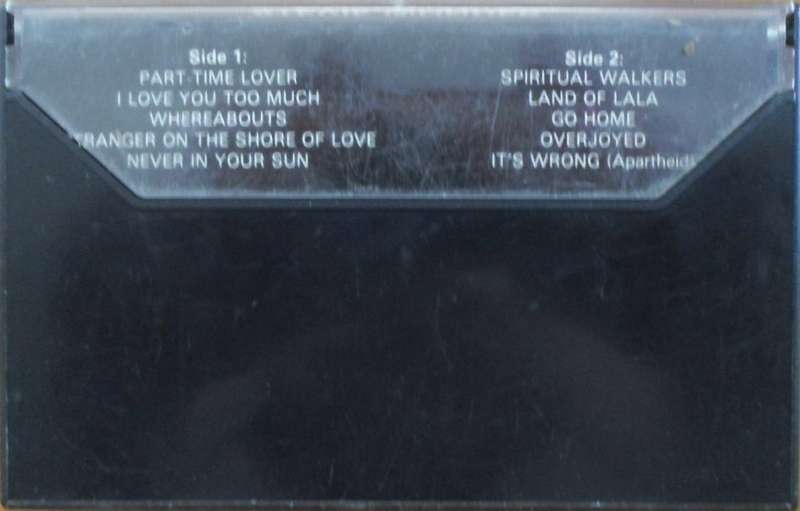 Side 1:
PART-TIME LOVER
I LOVE YOU TOO MUCH
WHEREABOUTS
TRANGER ON THE SHORE OF LOVE
NEVER IN YOUR SUN
Side 2:
SPIRITUAL WALKERS
LAND OF LALA
GO HOME
OVERJOYED
IT'S WRONG (Apartheid)